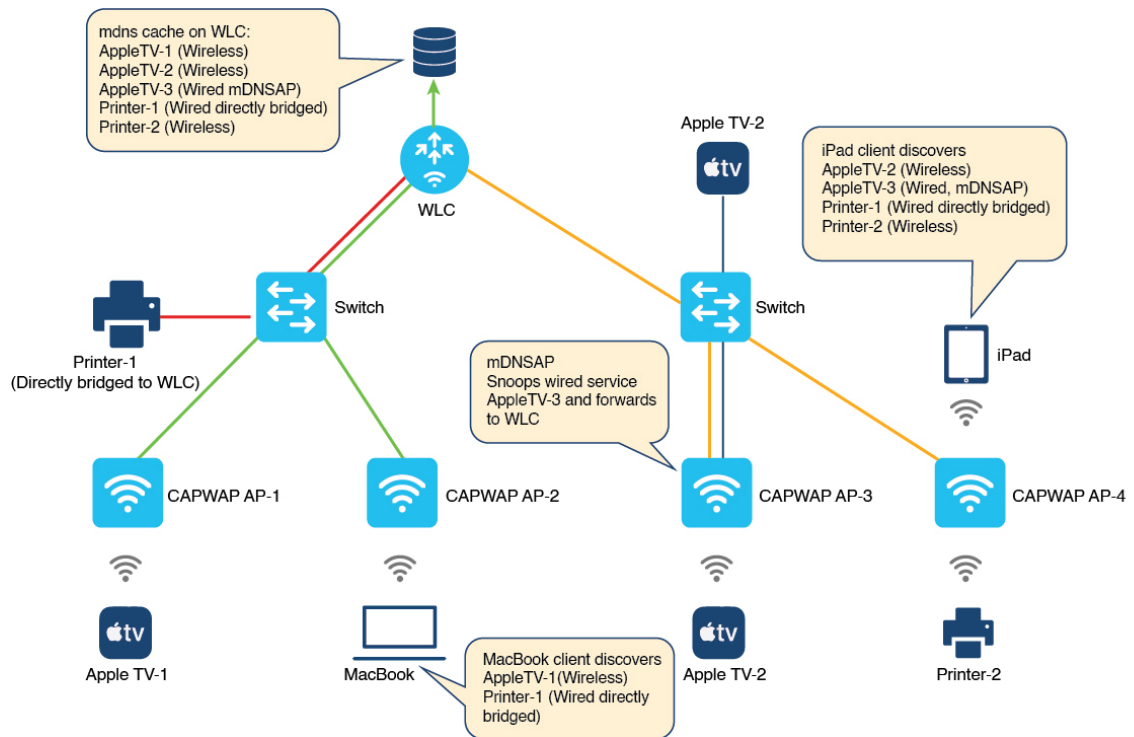 mdns cache on WLC:
AppleTV-1 (Wireless)
AppleTV-2 (Wireless)
AppleTV-3 (Wired mDNSAP)
Printer-1 (Wired directly bridged)
Printer-2 (Wireless)
WLC
Apple TV-2
tv
iPad client discovers
AppleTV-2 (Wireless)
AppleTV-3 (Wired, mDNSAP)
Printer-1 (Wired directly bridged)
Printer-2 (Wireless)
Switch
Switch
Printer-1
(Directly bridged to WLC)
mDNSAP
Snoops wired service
AppleTV-3 and forwards
to WLC
iPad
CAPWAP AP-1
CAPWAP AP-2
CAPWAP AP-3
CAPWAP AP-4
tv
Apple TV-1
MacBook
MacBook client discovers
AppleTV-1(Wireless)
Printer-1 (Wired directly
bridged)
tv
Apple TV-2
Printer-2